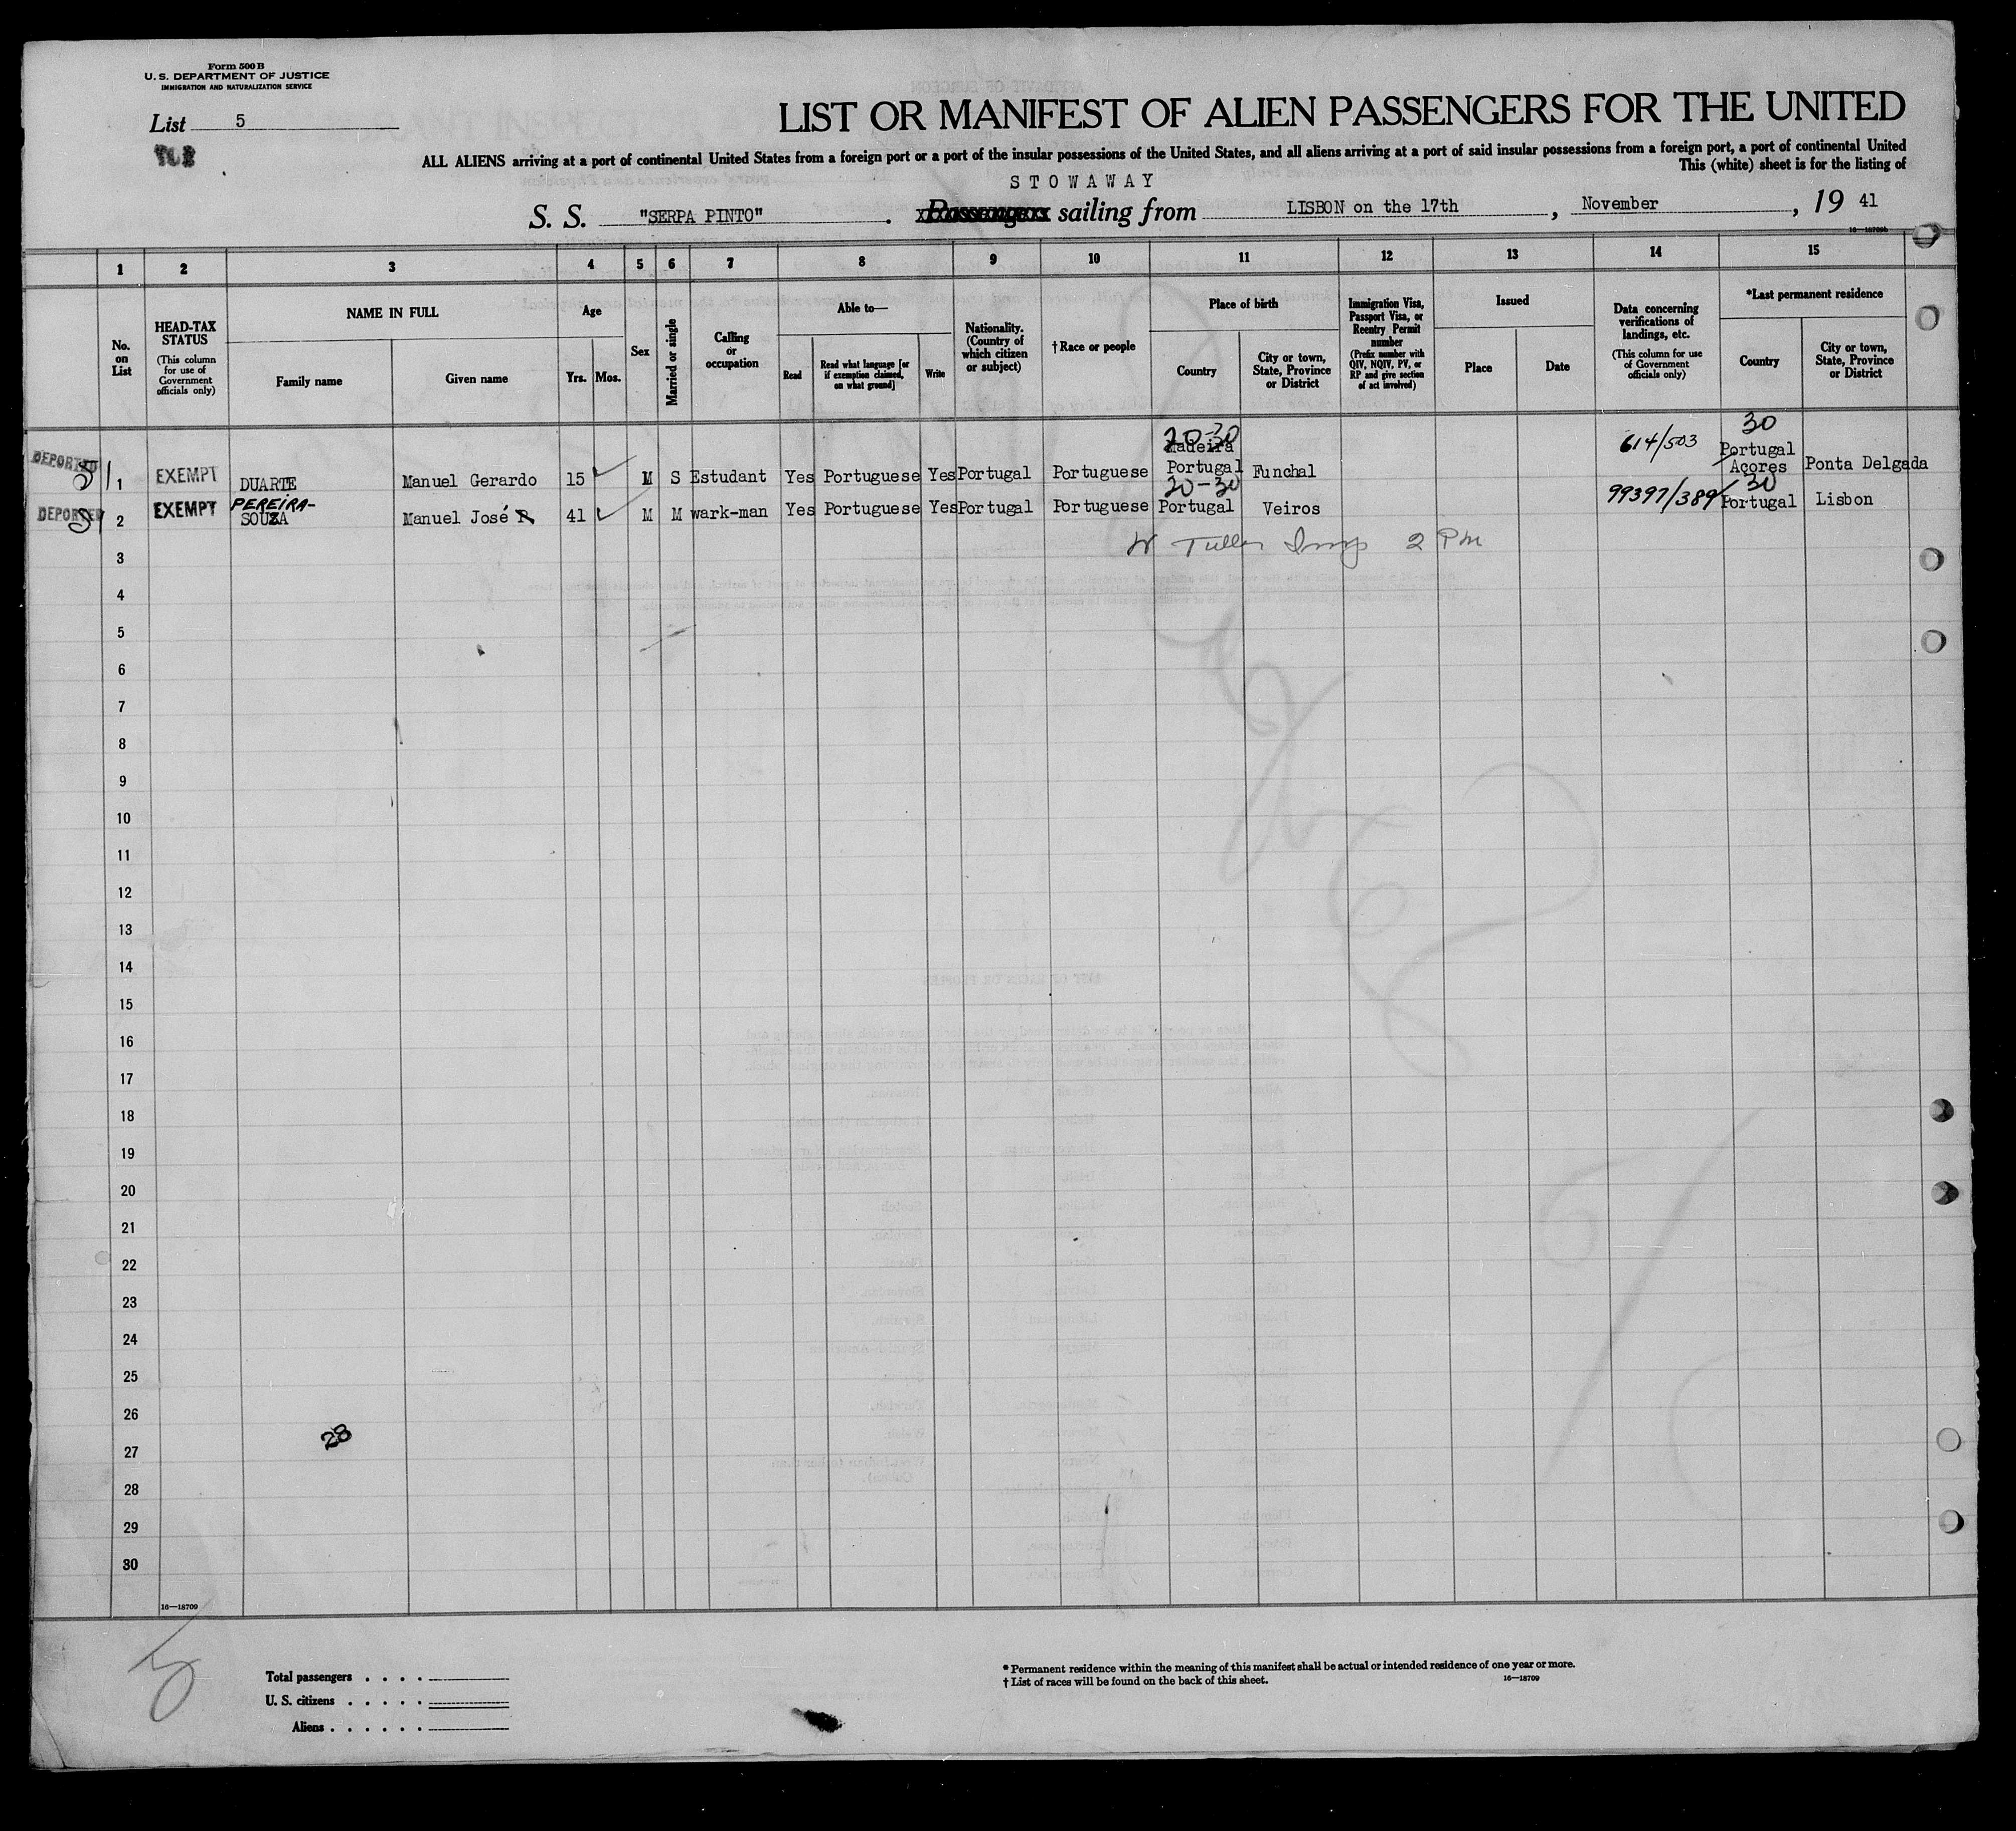 Form 500 B
U. S. DEPARTMENT OF JUSTICE
IMMIGRATION AND NATURALIZATION SERVICE
List 5
LIST OR MANIFEST OF ALIEN PASSENGERS FOR THE UNITED
ALL ALIENS arriving at a port of continental United States from a foreign port or a port of the insular possessions of the United States, and all aliens arriving at a port of said insular possessions from a foreign port, a port of continental United
This (white) sheet is for the listing of
STOWAWAY
S. S. "SERPA PINTO" . Passengers sailing from LISBON on the 17th , November , 19 41
16—18709b
1 2 3 4 5 6 7 8 9 10 11 12 13 14 15
No. on List
HEAD-TAX STATUS
(This column for use of Government officials only)
NAME IN FULL
Family name
Given name
Age
Yrs. Mos.
Sex
Married or single
Calling or occupation
Able to—
Read
Read what language [or if exemption claimed, on what ground]
Write
Nationality. (Country of which citizen or subject)
† Race or people
Place of birth
Country
City or town, State, Province or District
Immigration Visa, Passport Visa, or Reentry Permit number
(Prefix number with QIV, NQIV, PV, or RP and give section of act involved)
Issued
Place
Date
Data concerning verifications of landings, etc.
(This column for use of Government officials only)
*Last permanent residence
Country
City or town, State, Province or District
20-30 30
Madeira 614/503 Portugal
DEPORTED S 1 EXEMPT DUARTE Manuel Gerardo 15 M S Estudant Yes Portuguese Yes Portugal Portuguese Portugal Funchal Açores Ponta Delgada
PEREIRA- 20-30 30
DEPORTED S 2 EXEMPT SOUZA Manuel José P. 41 M M wark-man Yes Portuguese Yes Portugal Portuguese Portugal Veiros 99397/389 Portugal Lisbon
3 2 PM
4
5
6
7
8
9
10
11
12
13
14
15
16
17
18
19
20
21
22
23
24
25
26
28
27
28
29
30
16—18709
5
Total passengers . . . .
U. S. citizens . . . . .
Aliens . . . . . .
* Permanent residence within the meaning of this manifest shall be actual or intended residence of one year or more.
† List of races will be found on the back of this sheet.
16—18709